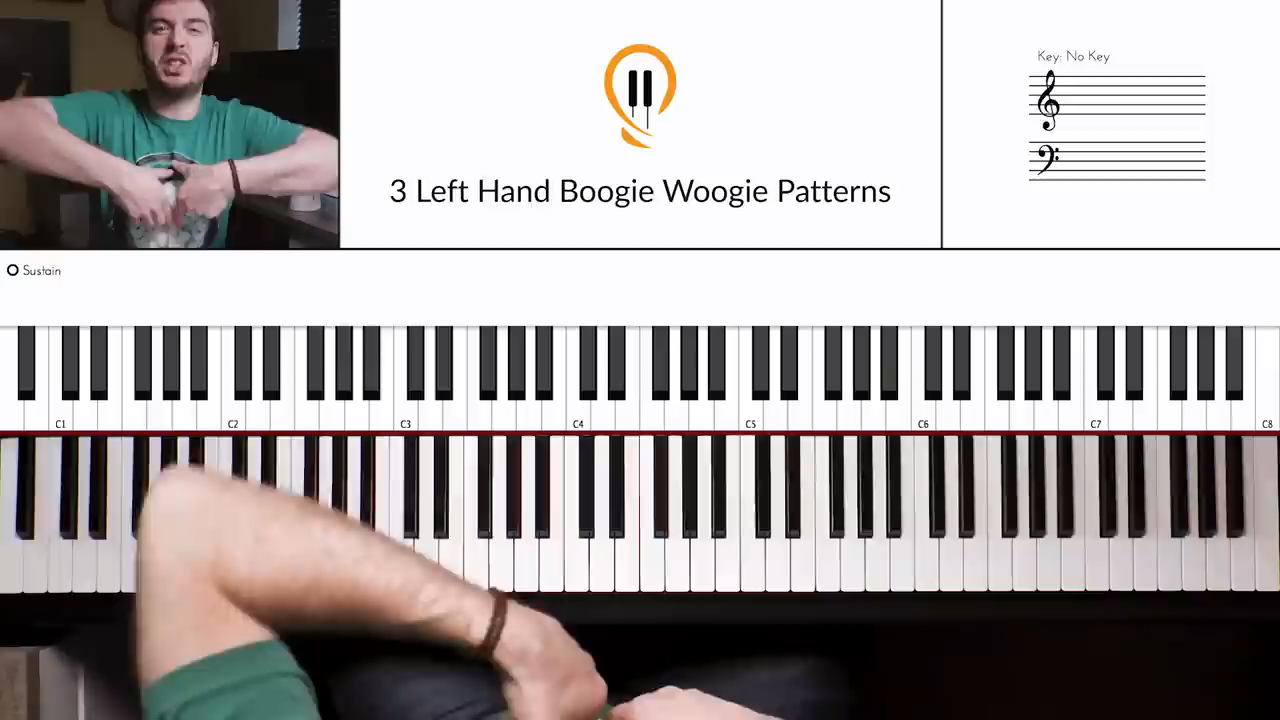 Key: No Key
3 Left Hand Boogie Woogie Patterns
Sustain
C1 C2 C3 C4 C5 C6 C7 C8